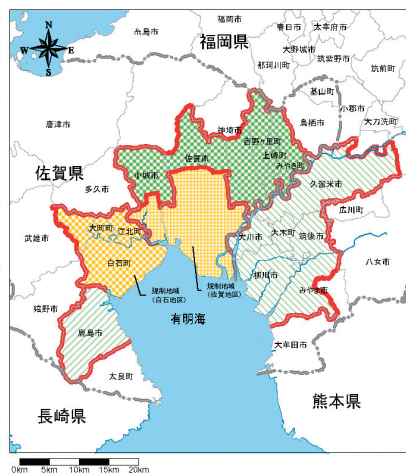 福岡市
春日市
太宰府市
糸島市
福岡県
大野城市
N
W
E
S
那珂川町
筑紫野市
筑前町
基山町
小郡市
唐津市
神埼市
鳥栖市
大刀洗町
吉野ヶ里町
佐賀市
上峰町
みやき町
小城市
佐賀県
多久市
久留米市
広川町
大町町
江北町
大川市
大木町
武雄市
筑後市
白石町
八女市
柳川市
規制地域
(白石地区)
規制地域
(佐賀地区)
みやま市
嬉野市
鹿島市
有明海
大牟田市
太良町
長崎県
熊本県
0km
5km
10km
15km
20km